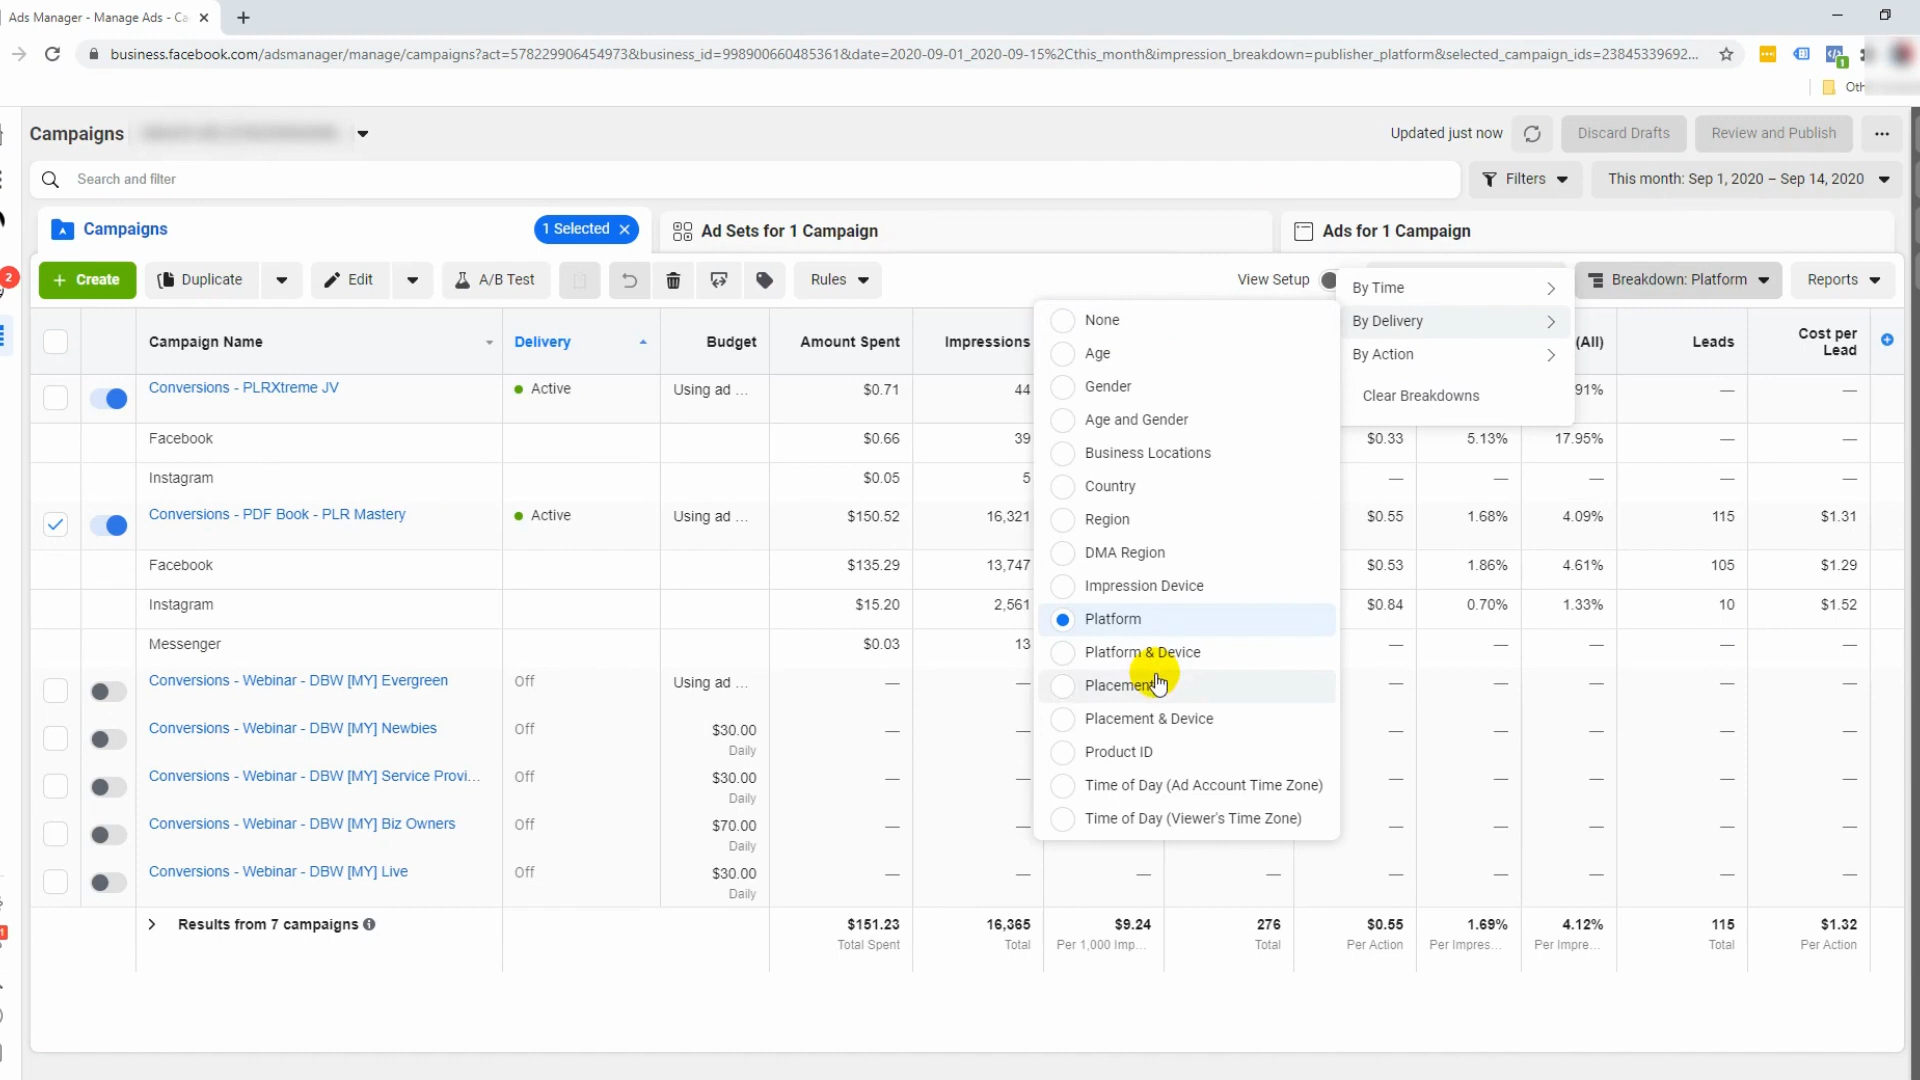 Ads Manager - Manage Ads - Ca
business.facebook.com/adsmanager/manage/campaigns?act=578229906454973&business_id=998900660485361&date=2020-09-01_2020-09-15%2Cthis_month&impression_breakdown=publisher_platform&selected_campaign_ids=23845339692...
1
Oth
Campaigns
Updated just now
Discard Drafts
Review and Publish
Search and filter
Filters
This month: Sep 1, 2020 – Sep 14, 2020
Campaigns
1 Selected
Ad Sets for 1 Campaign
Ads for 1 Campaign
2
+ Create
Duplicate
Edit
A/B Test
Rules
View Setup
Breakdown: Platform
Reports
By Time
By Delivery
By Action
Clear Breakdowns
None
Age
Gender
Age and Gender
Business Locations
Country
Region
DMA Region
Impression Device
Platform
Platform & Device
Placement
Placement & Device
Product ID
Time of Day (Ad Account Time Zone)
Time of Day (Viewer's Time Zone)
Campaign Name Delivery Budget Amount Spent Impressions (All) Leads Cost per
Lead
Conversions - PLRXtreme JV Active Using ad ... $0.71 44 91% — —
Facebook $0.66 39 $0.33 5.13% 17.95% — —
Instagram $0.05 5 — — — — —
Conversions - PDF Book - PLR Mastery Active Using ad ... $150.52 16,321 $0.55 1.68% 4.09% 115 $1.31
Facebook $135.29 13,747 $0.53 1.86% 4.61% 105 $1.29
Instagram $15.20 2,561 $0.84 0.70% 1.33% 10 $1.52
Messenger $0.03 13 — — — — —
Conversions - Webinar - DBW [MY] Evergreen Off Using ad ... — — — — — — —
Conversions - Webinar - DBW [MY] Newbies Off $30.00 — — — — — — —
Daily
Conversions - Webinar - DBW [MY] Service Provi... Off $30.00 — — — — — — —
Daily
Conversions - Webinar - DBW [MY] Biz Owners Off $70.00 — — — — — — —
Daily
Conversions - Webinar - DBW [MY] Live Off $30.00 — — — — — — — — —
Daily
Results from 7 campaigns $151.23 16,365 $9.24 276 $0.55 1.69% 4.12% 115 $1.32
Total Spent Total Per 1,000 Imp... Total Per Action Per Impres... Per Impre... Total Per Action
1